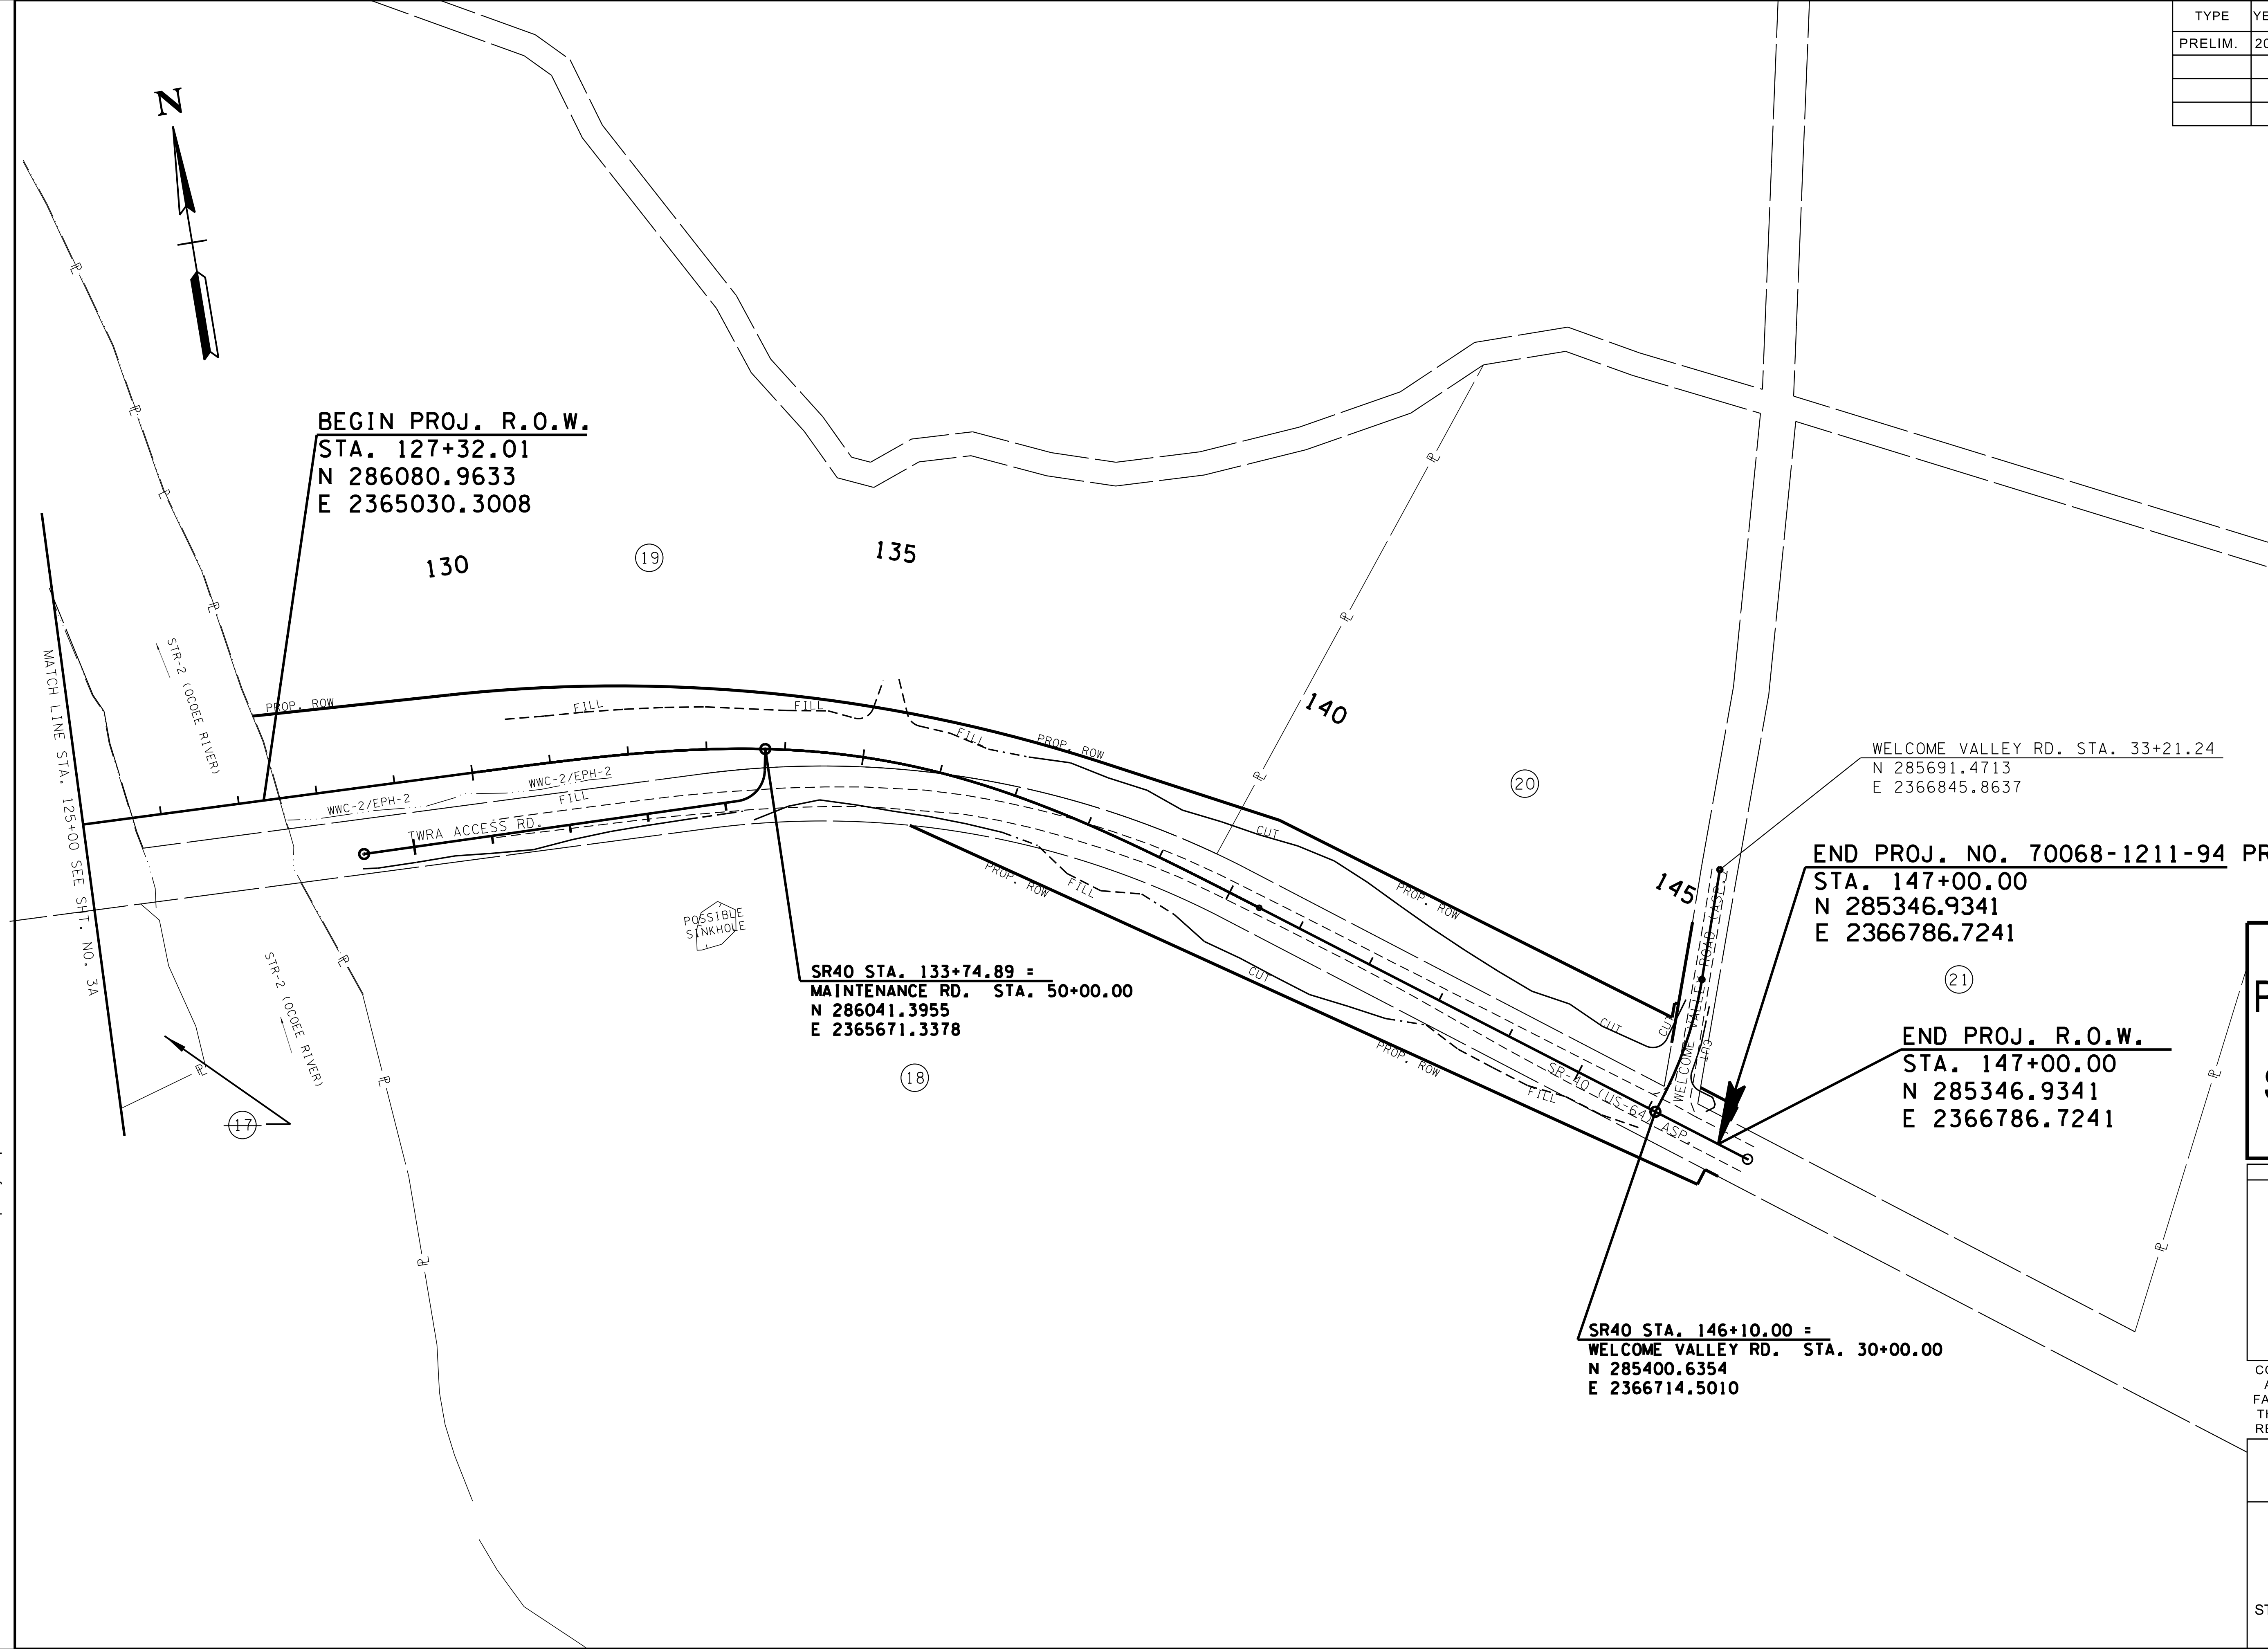 TYPE
PRELIM.
N
BEGIN PROJ. R.O.W.
STA. 127+32.01
N 286080.9633
E 2365030.3008
130
19
135
PROP. ROW
FILL
FILL
FILL
PROP. ROW
140
20
WELCOME VALLEY RD. STA. 33+21.24
N 285691.4713
E 2366845.8637
MATCH LINE STA. 125+00 SEE SHT. NO. 3A
STR-2 (OCOEE RIVER)
WWC-2/EPH-2
WWC-2/EPH-2
FILL
TWRA ACCESS RD.
CUT
PROP. ROW
145
END PROJ. NO. 70068-1211-94
STA. 147+00.00
N 285346.9341
E 2366786.7241
POSSIBLE
SINKHOLE
PROP. ROW
FILL
CUT
21
STR-2 (OCOEE RIVER)
SR40 STA. 133+74.89 =
MAINTENANCE RD. STA. 50+00.00
N 286041.3955
E 2365671.3378
CUT
CUT
CUT
WELCOME VALLEY ROAD (ASP.)
END PROJ. R.O.W.
STA. 147+00.00
N 285346.9341
E 2366786.7241
PROP. ROW
SR-40 (US-64) ASP.
FILL
18
17
SR40 STA. 146+10.00 =
WELCOME VALLEY RD. STA. 30+00.00
N 285400.6354
E 2366714.5010